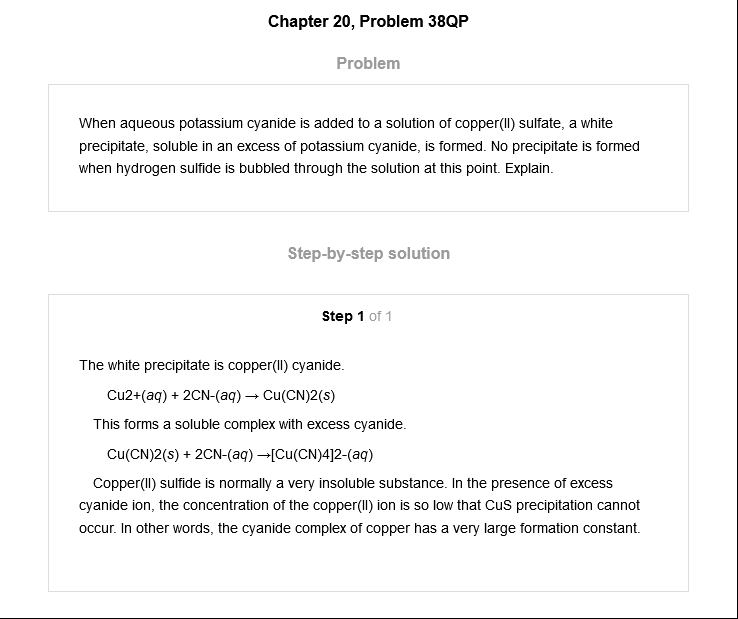 Chapter 20, Problem 38QP
Problem
When aqueous potassium cyanide is added to a solution of copper(II) sulfate, a white
precipitate, soluble in an excess of potassium cyanide, is formed. No precipitate is formed
when hydrogen sulfide is bubbled through the solution at this point. Explain.
Step-by-step solution
Step 1 of 1
The white precipitate is copper(II) cyanide.
Cu2+(aq) + 2CN-(aq) → Cu(CN)2(s)
This forms a soluble complex with excess cyanide.
Cu(CN)2(s) + 2CN-(aq) →[Cu(CN)4]2-(aq)
Copper(II) sulfide is normally a very insoluble substance. In the presence of excess
cyanide ion, the concentration of the copper(II) ion is so low that CuS precipitation cannot
occur. In other words, the cyanide complex of copper has a very large formation constant.